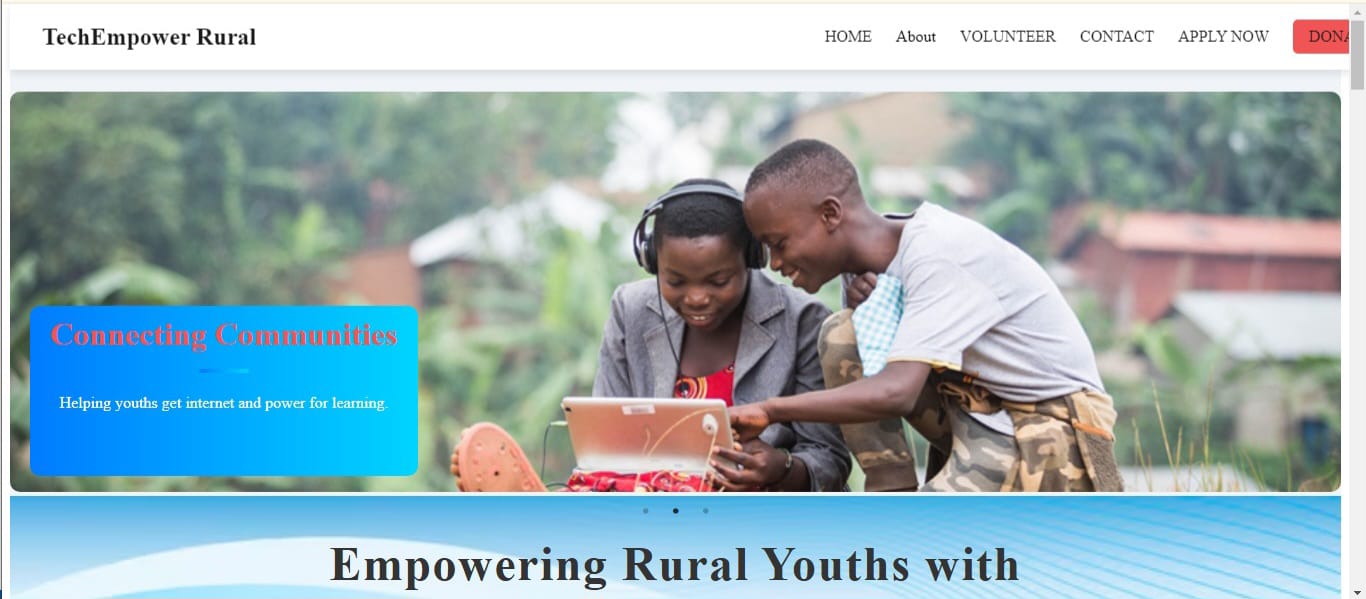 TechEmpower Rural
HOME About VOLUNTEER CONTACT APPLY NOW DONA
Connecting Communities
Helping youths get internet and power for learning.
Empowering Rural Youths with